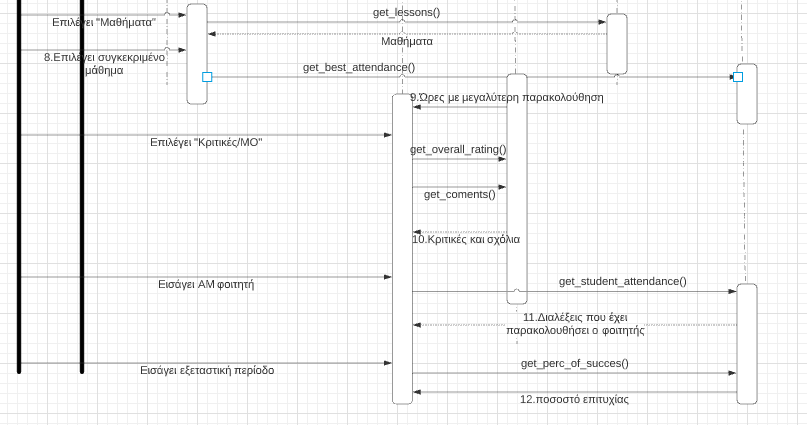 get_lessons()
Επιλέγει "Μαθήματα"
Μαθήματα
8.Επιλέγει συγκεκριμένο
μάθημα
get_best_attendance()
9.Ώρες με μεγαλύτερη παρακολούθηση
Επιλέγει "Κριτικές/ΜΟ"
get_overall_rating()
get_coments()
10.Κριτικές και σχόλια
Εισάγει ΑΜ φοιτητή
get_student_attendance()
11.Διαλέξεις που έχει
παρακολουθήσει ο φοιτητής
Εισάγει εξεταστική περίοδο
get_perc_of_succes()
12.ποσοστό επιτυχίας